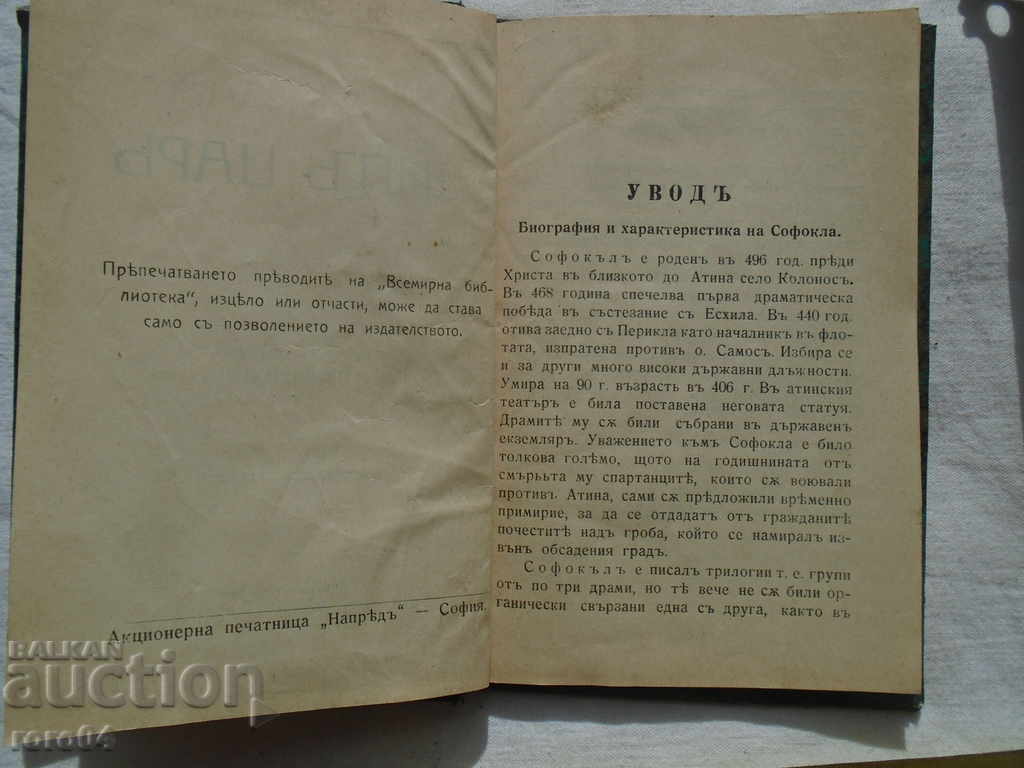 Прѣпечатването прѣводитѣ на „Всемирна биб-
лиотека“, изцѣло или отчасти, може да става
само съ позволението на издателството.
Акционерна печатница „Напрѣдъ“ — София.
УВОДЪ
Биография и характеристика на Софокла.
Софокълъ е роденъ въ 496 год. прѣди
Христа въ близкото до Атина село Колоносъ.
Въ 468 година спечелва първа драматическа
побѣда въ състезание съ Есхила. Въ 440 год.
отива заедно съ Перикла като началникъ въ фло-
тата, изпратена противъ о. Самосъ. Избира се
и за други много високи държавни длъжности.
Умира на 90 г. възрасть въ 406 г. Въ атинския
театъръ е била поставена неговата статуя.
Драмитѣ му сѫ били събрани въ държавенъ
екземляръ. Уважението къмъ Софокла е било
толкова голѣмо, щото на годишнината отъ
смърьта му спартанцитѣ, които сѫ воювали
противъ Атина, сами сѫ прѣдложили врѣменно
примирие, за да се отдадатъ отъ гражданитѣ
почеститѣ надъ гроба, който се намиралъ из-
вънъ обсадения градъ.
Софокълъ е писалъ трилогии т. е. групи
отъ по три драми, но тѣ вече не сѫ били ор-
ганически свързани една съ друга, както въ
BALKAN
auction
roro04